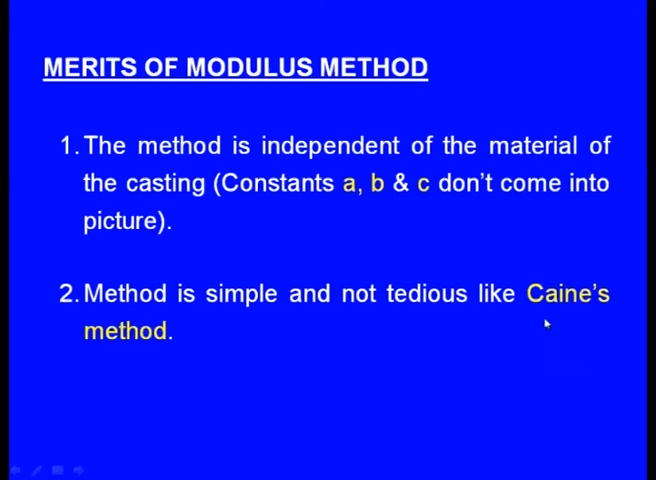 MERITS OF MODULUS METHOD
1. The method is independent of the material of
the casting (Constants a, b & c don't come into
picture).
2. Method is simple and not tedious like Caine's
method.